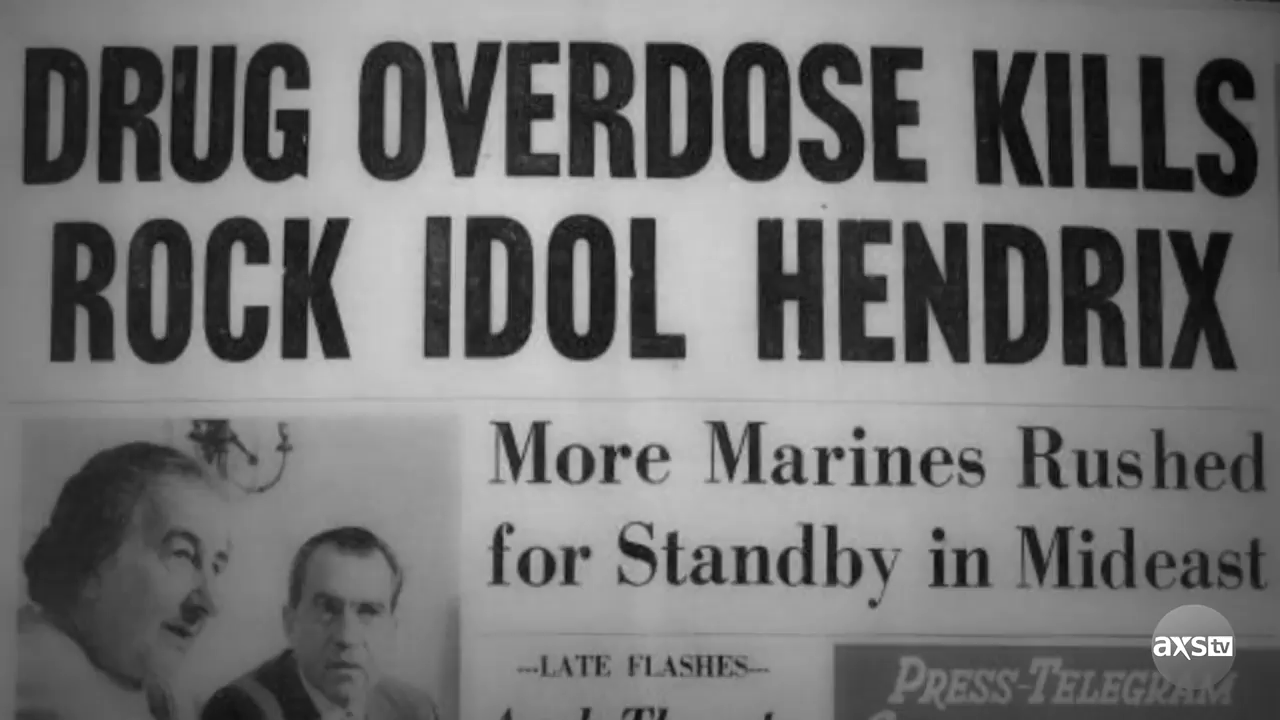 DRUG OVERDOSE KILLS
ROCK IDOL HENDRIX
More Marines Rushed
for Standby in Mideast
---LATE FLASHES---
PRESS-TELEGRAM
axs tv